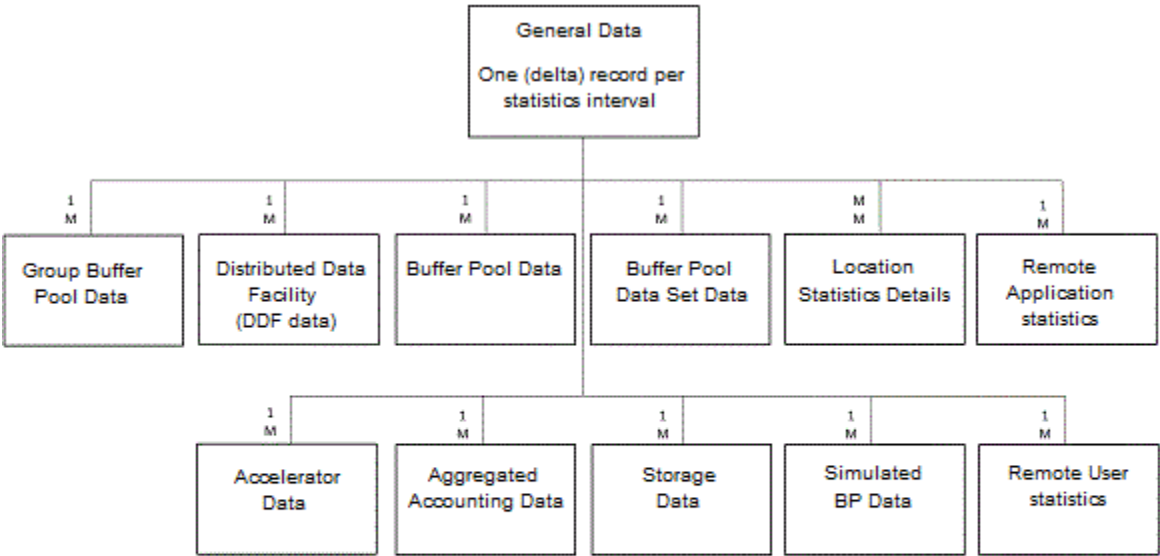 General Data
One (delta) record per
statistics interval
1
M
1
M
1
M
1
M
M
M
1
M
Group Buffer
Pool Data
Distributed Data
Facility
(DDF data)
Buffer Pool Data
Buffer Pool
Data Set Data
Location
Statistics Details
Remote
Application
statistics
1
M
1
M
1
M
1
M
1
M
Accelerator
Data
Aggregated
Accounting Data
Storage
Data
Simulated
BP Data
Remote User
statistics